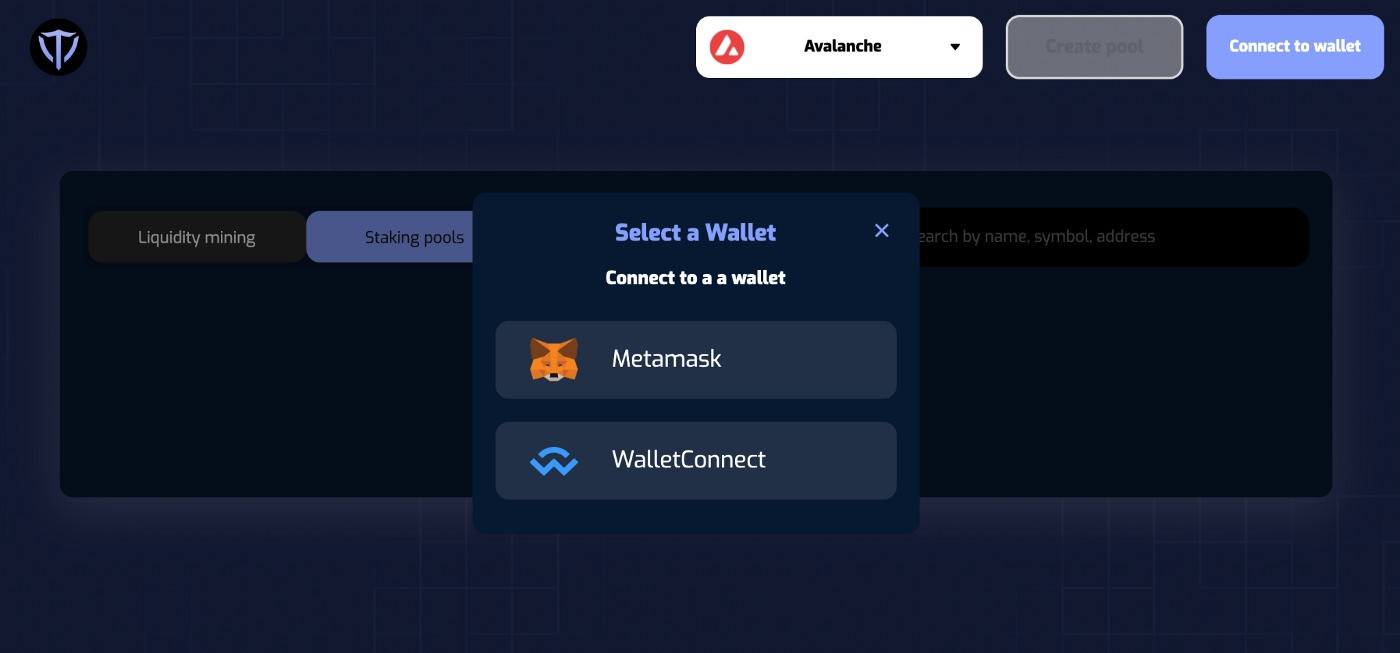 Avalanche
Create pool
Connect to wallet
Liquidity mining
Staking pools
earch by name, symbol, address
Select a Wallet
Connect to a a wallet
Metamask
WalletConnect